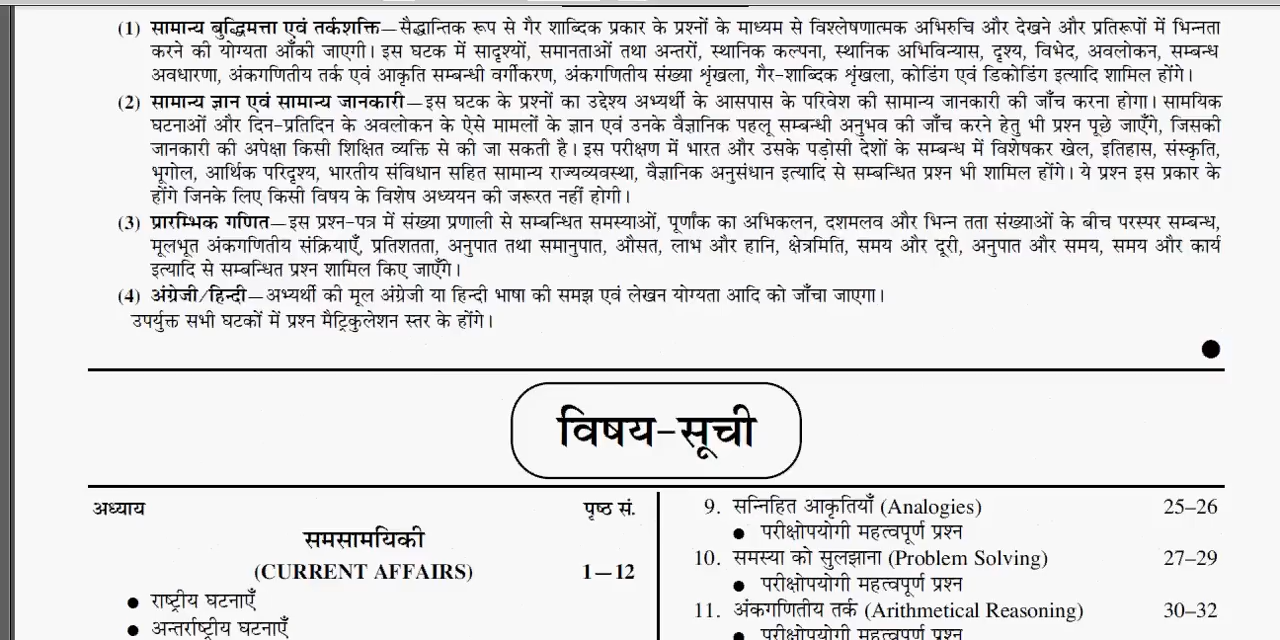 (1) सामान्य बुद्धिमत्ता एवं तर्कशक्ति—सैद्धान्तिक रूप से गैर शाब्दिक प्रकार के प्रश्नों के माध्यम से विश्लेषणात्मक अभिरुचि और देखने और प्रतिरूपों में भिन्नता
करने की योग्यता आँकी जाएगी। इस घटक में सादृश्यों, समानताओं तथा अन्तरों, स्थानिक कल्पना, स्थानिक अभिविन्यास, दृश्य, विभेद, अवलोकन, सम्बन्ध
अवधारणा, अंकगणितीय तर्क एवं आकृति सम्बन्धी वर्गीकरण, अंकगणितीय संख्या शृंखला, गैर-शाब्दिक शृंखला, कोडिंग एवं डिकोडिंग इत्यादि शामिल होंगे।
(2) सामान्य ज्ञान एवं सामान्य जानकारी—इस घटक के प्रश्नों का उद्देश्य अभ्यर्थी के आसपास के परिवेश की सामान्य जानकारी की जाँच करना होगा। सामयिक
घटनाओं और दिन-प्रतिदिन के अवलोकन के ऐसे मामलों के ज्ञान एवं उनके वैज्ञानिक पहलू सम्बन्धी अनुभव की जाँच करने हेतु भी प्रश्न पूछे जाएँगे, जिसकी
जानकारी की अपेक्षा किसी शिक्षित व्यक्ति से की जा सकती है। इस परीक्षण में भारत और उसके पड़ोसी देशों के सम्बन्ध में विशेषकर खेल, इतिहास, संस्कृति,
भूगोल, आर्थिक परिदृश्य, भारतीय संविधान सहित सामान्य राज्यव्यवस्था, वैज्ञानिक अनुसंधान इत्यादि से सम्बन्धित प्रश्न भी शामिल होंगे। ये प्रश्न इस प्रकार के
होंगे जिनके लिए किसी विषय के विशेष अध्ययन की जरूरत नहीं होगी।
(3) प्रारम्भिक गणित—इस प्रश्न-पत्र में संख्या प्रणाली से सम्बन्धित समस्याओं, पूर्णांक का अभिकलन, दशमलव और भिन्न तता संख्याओं के बीच परस्पर सम्बन्ध,
मूलभूत अंकगणितीय संक्रियाएँ, प्रतिशतता, अनुपात तथा समानुपात, औसत, लाभ और हानि, क्षेत्रमिति, समय और दूरी, अनुपात और समय, समय और कार्य
इत्यादि से सम्बन्धित प्रश्न शामिल किए जाएँगे।
(4) अंग्रेजी/हिन्दी—अभ्यर्थी की मूल अंग्रेजी या हिन्दी भाषा की समझ एवं लेखन योग्यता आदि को जाँचा जाएगा।
उपर्युक्त सभी घटकों में प्रश्न मैट्रिकुलेशन स्तर के होंगे।
विषय-सूची
अध्याय पृष्ठ सं.
समसामयिकी
(CURRENT AFFAIRS) 1—12
● राष्ट्रीय घटनाएँ
● अन्तर्राष्ट्रीय घटनाएँ
9. सन्निहित आकृतियाँ (Analogies) 25–26
● परीक्षोपयोगी महत्वपूर्ण प्रश्न
10. समस्या को सुलझाना (Problem Solving) 27–29
● परीक्षोपयोगी महत्वपूर्ण प्रश्न
11. अंकगणितीय तर्क (Arithmetical Reasoning) 30–32
● परीक्षोपयोगी महत्वपूर्ण प्रश्न